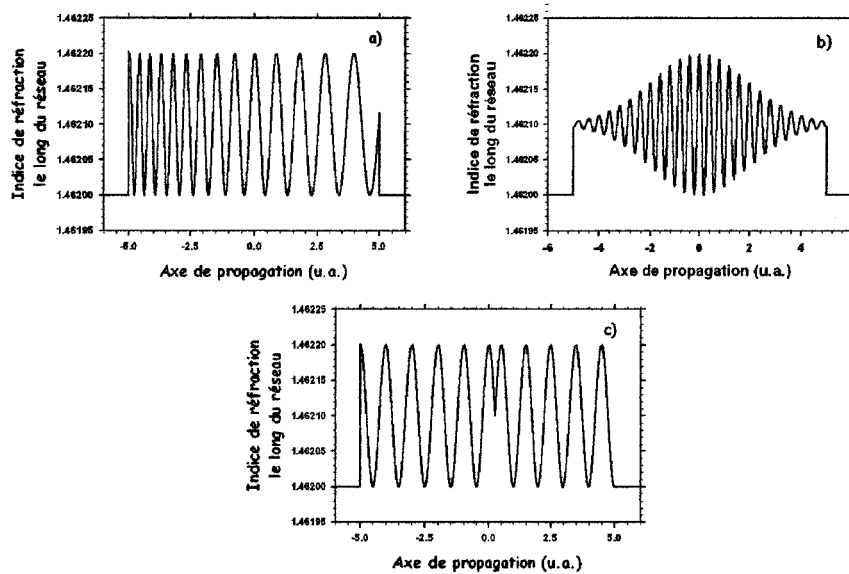 a)
1.46225
1.46220
1.46215
1.46210
1.46205
1.46200
1.46195
Indice de réfraction
le long du réseau
-5.0 -2.5 0.0 2.5 5.0
Axe de propagation (u.a.)
b)
1.46225
1.46220
1.46215
1.46210
1.46205
1.46200
1.46195
Indice de réfraction
le long du réseau
-6 -4 -2 0 2 4
Axe de propagation (u.a.)
c)
1.46225
1.46220
1.46215
1.46210
1.46205
1.46200
1.46195
Indice de réfraction
le long du réseau
-5.0 -2.5 0.0 2.5 5.0
Axe de propagation (u.a.)